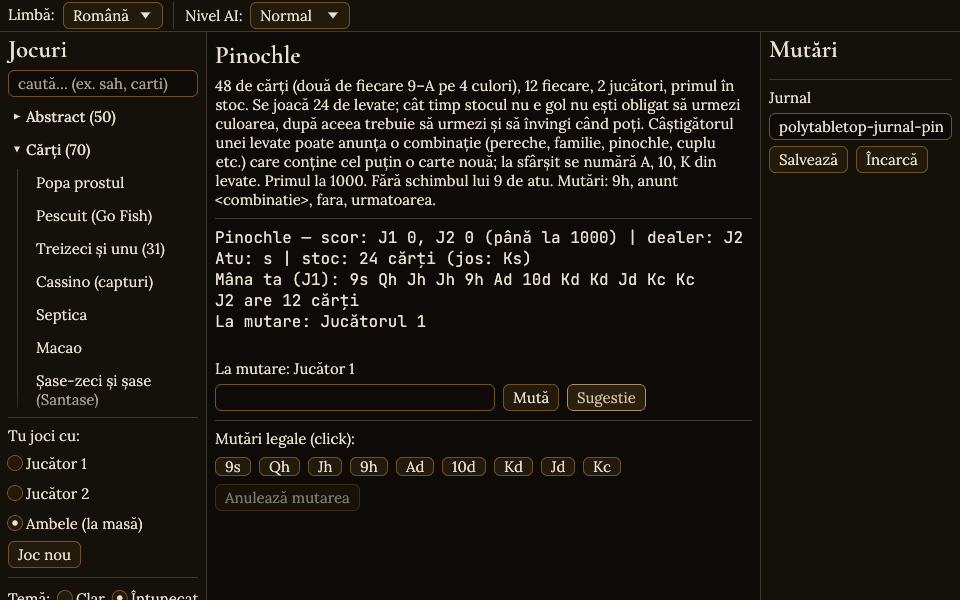 Limbă: Română ▼ Nivel AI: Normal ▼
Jocuri
caută... (ex. sah, carti)
▸ Abstract (50)
▾ Cărți (70)
Popa prostul
Pescuit (Go Fish)
Treizeci și unu (31)
Cassino (capturi)
Septica
Macao
Șase-zeci și șase
(Santase)
Tu joci cu:
Jucător 1
Jucător 2
Ambele (la masă)
Joc nou
Temă: Clar Întunecat
Pinochle
48 de cărți (două de fiecare 9–A pe 4 culori), 12 fiecare, 2 jucători, primul în
stoc. Se joacă 24 de levate; cât timp stocul nu e gol nu ești obligat să urmezi
culoarea, după aceea trebuie să urmezi și să învingi când poți. Câștigătorul
unei levate poate anunța o combinație (pereche, familie, pinochle, cuplu
etc.) care conține cel puțin o carte nouă; la sfârșit se numără A, 10, K din
levate. Primul la 1000. Fără schimbul lui 9 de atu. Mutări: 9h, anunt
<combinatie>, fara, urmatoarea.
Pinochle — scor: J1 0, J2 0 (până la 1000) | dealer: J2
Atu: s | stoc: 24 cărți (jos: Ks)
Mâna ta (J1): 9s Qh Jh Jh 9h Ad 10d Kd Kd Jd Kc Kc
J2 are 12 cărți
La mutare: Jucătorul 1
La mutare: Jucător 1
Mută Sugestie
Mutări legale (click):
9s Qh Jh 9h Ad 10d Kd Jd Kc
Anulează mutarea
Mutări
Jurnal
polytabletop-jurnal-pin
Salvează Încarcă